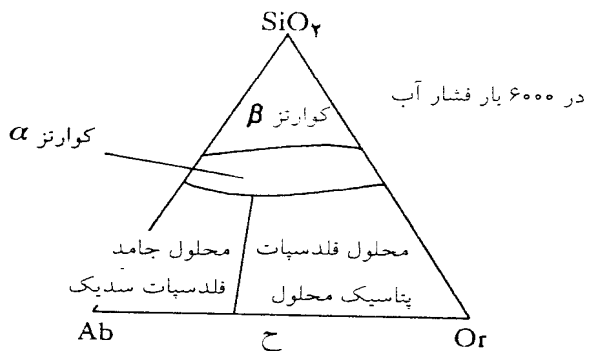 SiO۲
در ۶۰۰۰ بار فشار آب
کوارتز β
کوارتز α
محلول جامد
فلدسپات سدیک
محلول فلدسپات
پتاسیک محلول
Ab
ح
Or